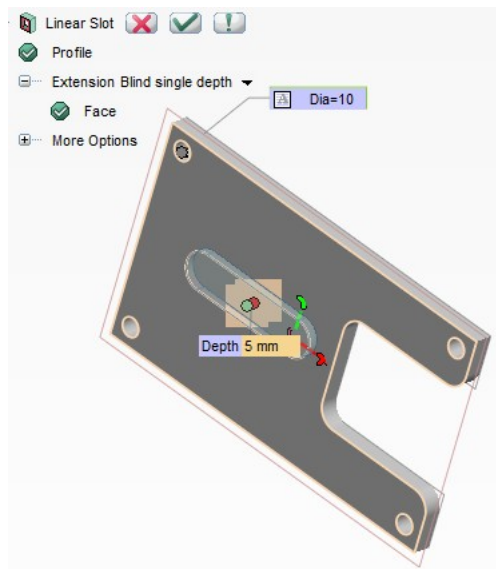 Linear Slot
Profile
Extension Blind single depth
Face
More Options
A Dia=10
Depth 5 mm